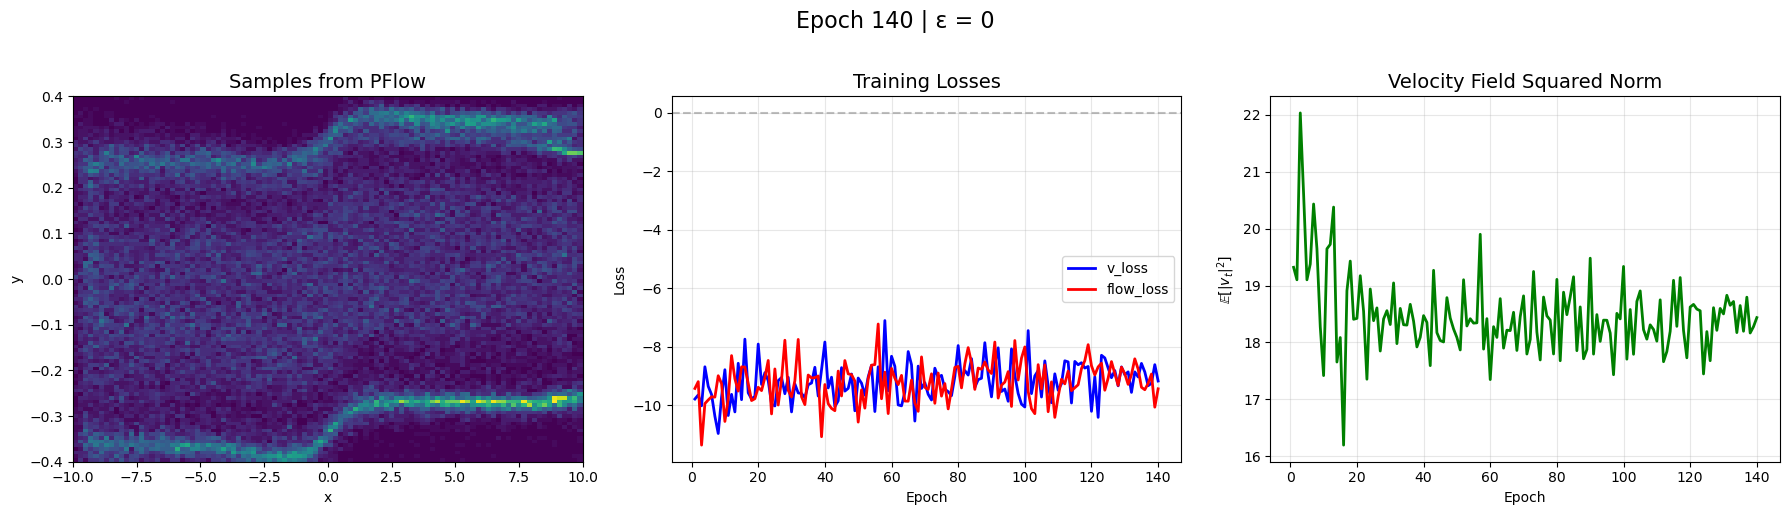 Epoch 140 | ε = 0
Samples from PFlow
0.4
0.3
0.2
0.1
0.0
−0.1
−0.2
−0.3
−0.4
y
−10.0 −7.5 −5.0 −2.5 0.0 2.5 5.0 7.5 10.0
x
Training Losses
0
−2
−4
−6
−8
−10
Loss
v_loss
flow_loss
0 20 40 60 80 100 120 140
Epoch
Velocity Field Squared Norm
22
21
20
19
18
17
16
𝔼[|v_t|²]
0 20 40 60 80 100 120 140
Epoch